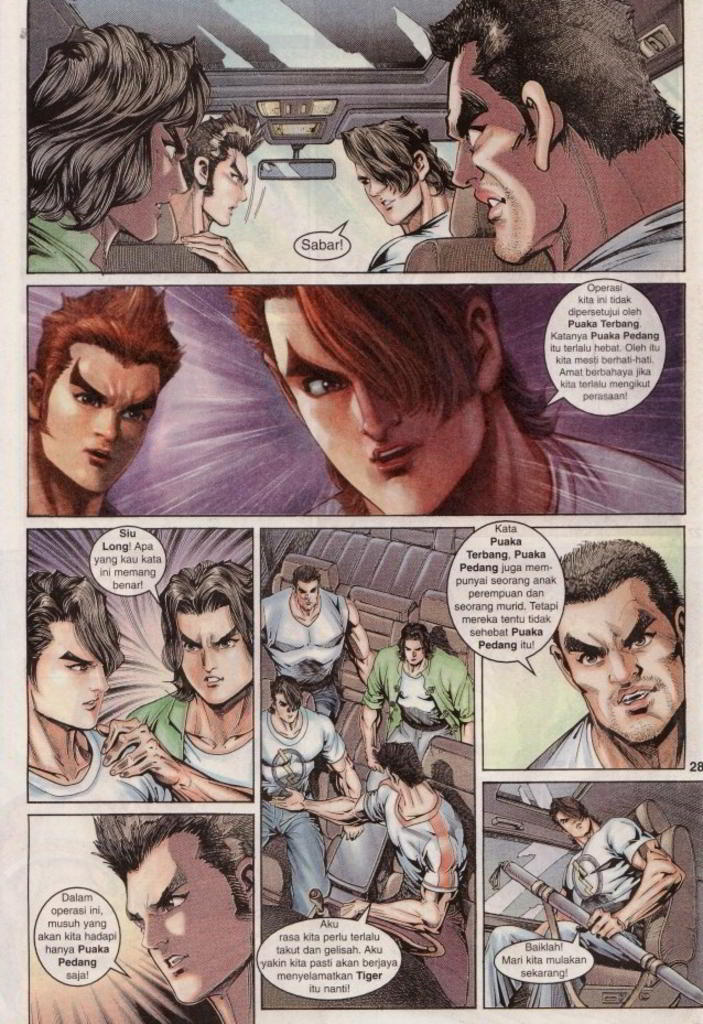 Sabar!
Operasi
kita ini tidak
dipersetujui oleh
Puaka Terbang.
Katanya Puaka Pedang
itu terlalu hebat. Oleh itu
kita mesti berhati-hati.
Amat berbahaya jika
kita terlalu mengikut
perasaan!
Siu
Long! Apa
yang kau kata
ini memang
benar!
Kata
Puaka
Terbang, Puaka
Pedang juga mem-
punyai seorang anak
perempuan dan
seorang murid. Tetapi
mereka tentu tidak
sehebat Puaka
Pedang itu!
28
Dalam
operasi ini,
musuh yang
akan kita hadapi
hanya Puaka
Pedang
saja!
Aku
rasa kita perlu terlalu
takut dan gelisah. Aku
yakin kita pasti akan berjaya
menyelamatkan Tiger
itu nanti!
Baiklah!
Mari kita mulakan
sekarang!